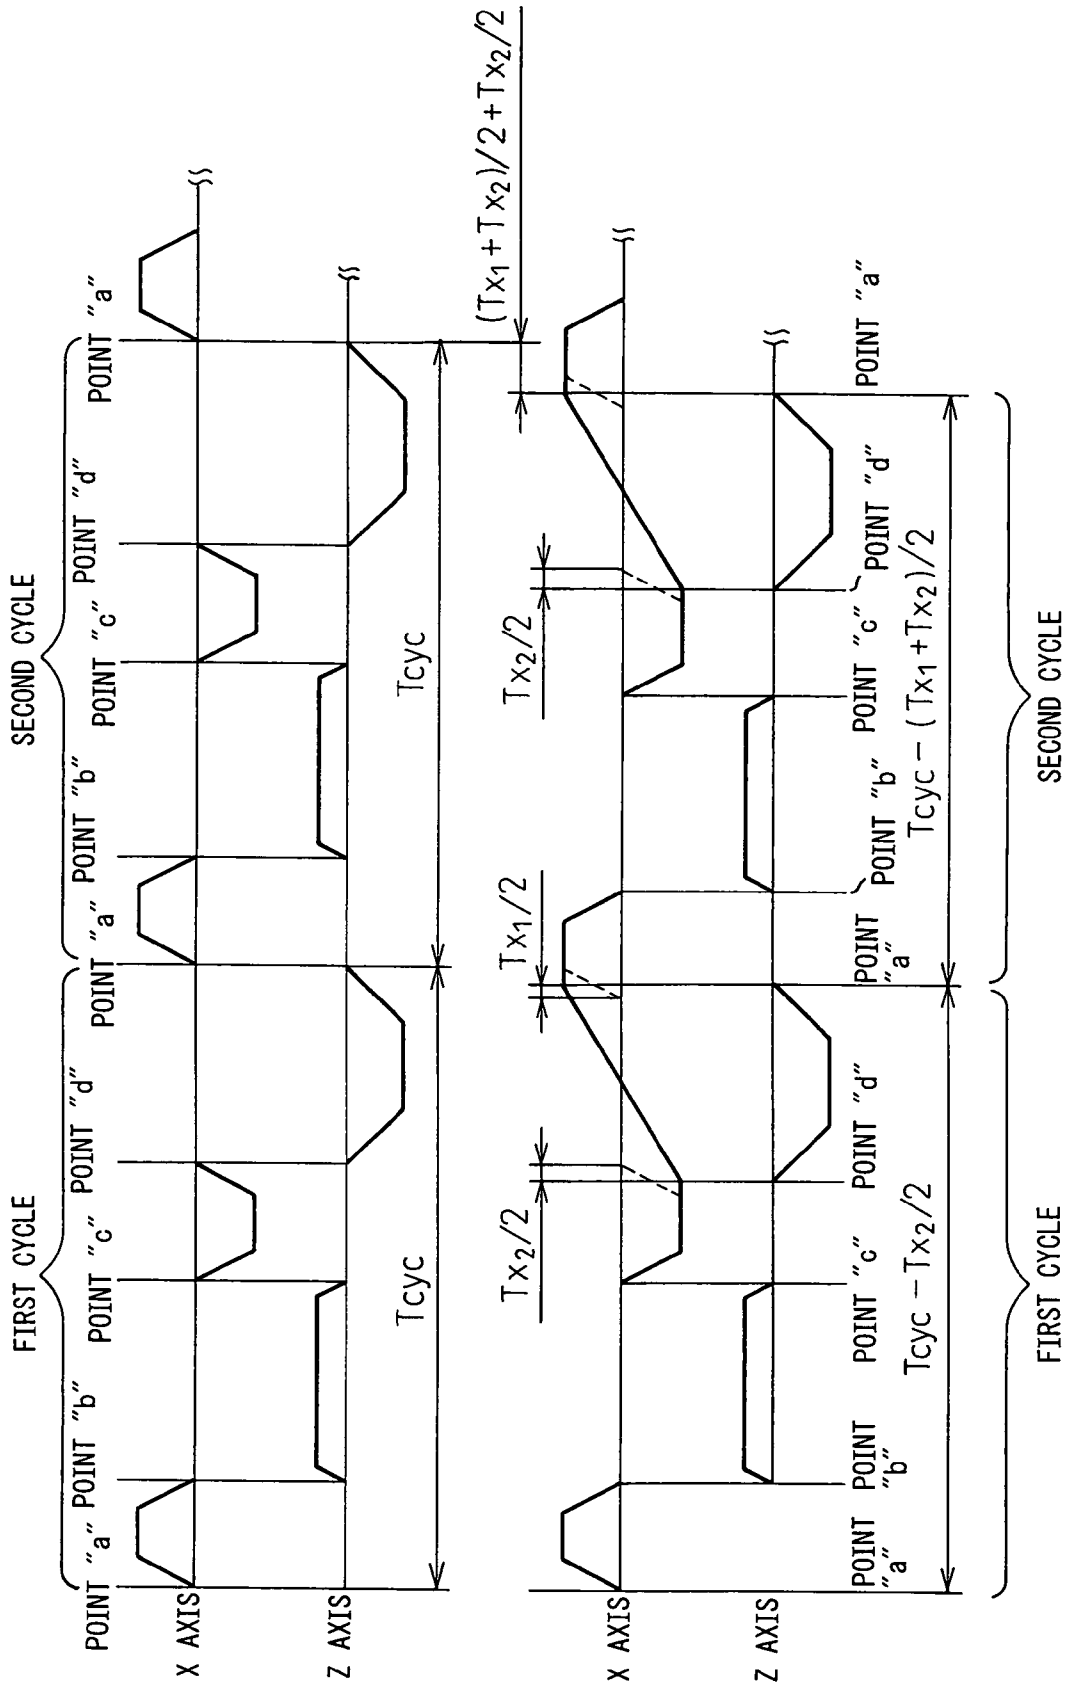 FIRST CYCLE
SECOND CYCLE
POINT "a"
POINT "b"
POINT "c"
POINT "d"
POINT "a"
POINT "b"
POINT "c"
POINT "d"
POINT "a"
X AXIS
Z AXIS
Tcyc
Tcyc
(Tx₁+Tx₂)/2+Tx₂/2
Tx₂/2
Tx₁/2
Tx₂/2
X AXIS
Z AXIS
POINT "a"
POINT "b"
POINT "c"
POINT "d"
POINT "a"
POINT "b"
POINT "c"
POINT "d"
POINT "a"
Tcyc-Tx₂/2
Tcyc-(Tx₁+Tx₂)/2
FIRST CYCLE
SECOND CYCLE